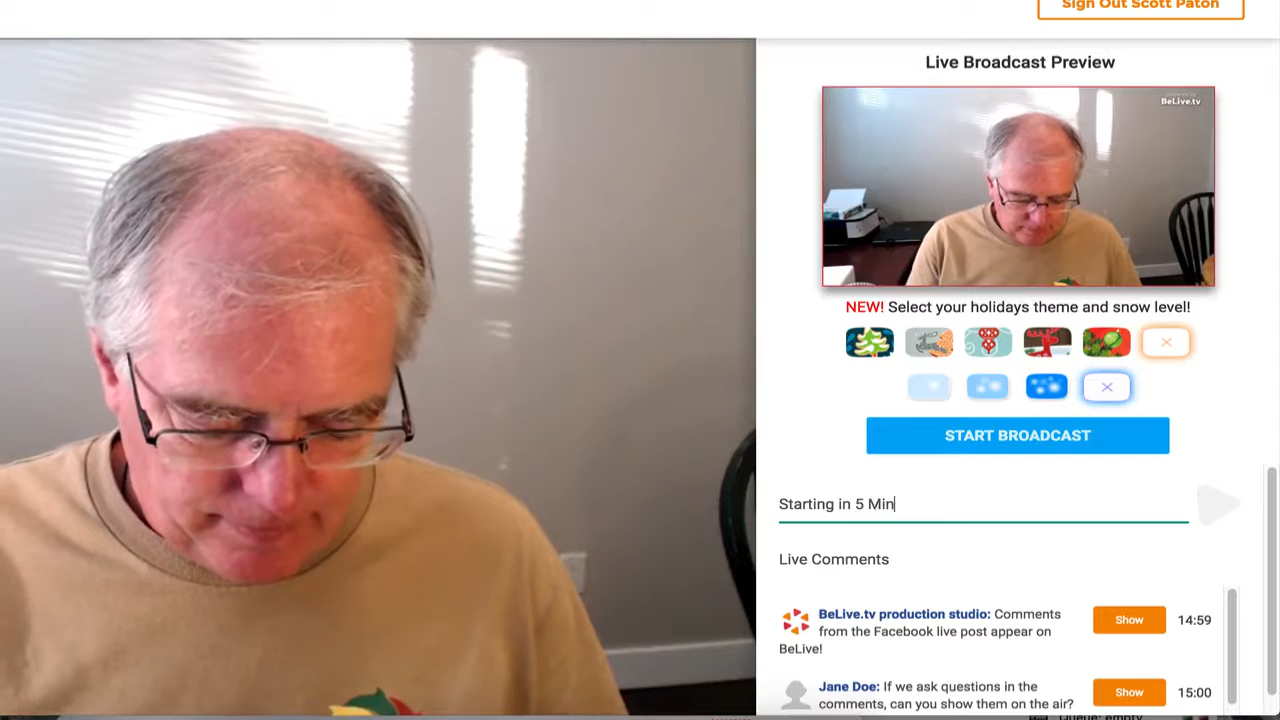 Sign Out Scott Paton
Live Broadcast Preview
BeLive.tv
NEW! Select your holidays theme and snow level!
START BROADCAST
Starting in 5 Min
Live Comments
BeLive.tv production studio: Comments
from the Facebook live post appear on
BeLive!
Show
14:59
Jane Doe: If we ask questions in the
comments, can you show them on the air?
Show
15:00
Queue: empty